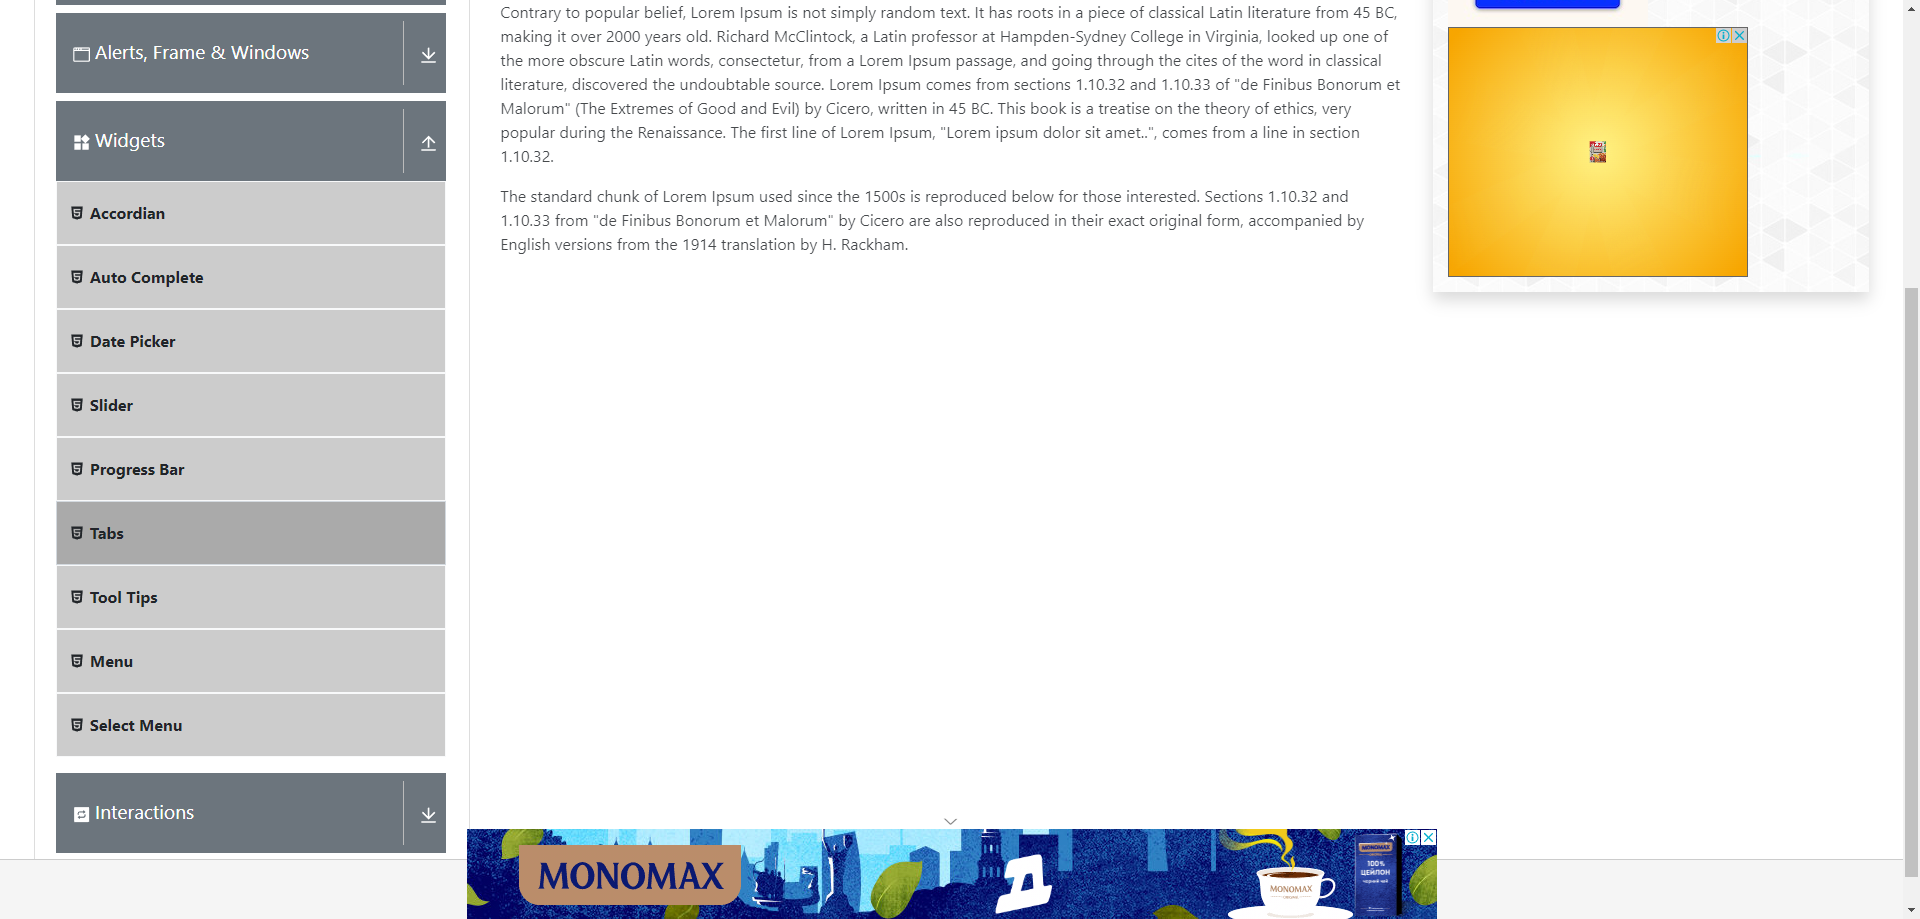 Alerts, Frame & Windows
Widgets
Accordian
Auto Complete
Date Picker
Slider
Progress Bar
Tabs
Tool Tips
Menu
Select Menu
Interactions
Contrary to popular belief, Lorem Ipsum is not simply random text. It has roots in a piece of classical Latin literature from 45 BC,
making it over 2000 years old. Richard McClintock, a Latin professor at Hampden-Sydney College in Virginia, looked up one of
the more obscure Latin words, consectetur, from a Lorem Ipsum passage, and going through the cites of the word in classical
literature, discovered the undoubtable source. Lorem Ipsum comes from sections 1.10.32 and 1.10.33 of "de Finibus Bonorum et
Malorum" (The Extremes of Good and Evil) by Cicero, written in 45 BC. This book is a treatise on the theory of ethics, very
popular during the Renaissance. The first line of Lorem Ipsum, "Lorem ipsum dolor sit amet..", comes from a line in section
1.10.32.
The standard chunk of Lorem Ipsum used since the 1500s is reproduced below for those interested. Sections 1.10.32 and
1.10.33 from "de Finibus Bonorum et Malorum" by Cicero are also reproduced in their exact original form, accompanied by
English versions from the 1914 translation by H. Rackham.
MONOMAX
Д
MONOMAX
MONOMAX
100%
ЦЕЙЛОН
чорний чай